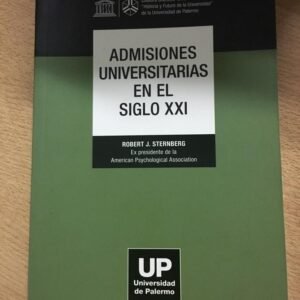 "Historia y Futuro de la Universidad"
de la Universidad de Palermo
ADMISIONES
UNIVERSITARIAS
EN EL
SIGLO XXI
ROBERT J. STERNBERG
Ex presidente de la
American Psychological Association
UP
Universidad
de Palermo